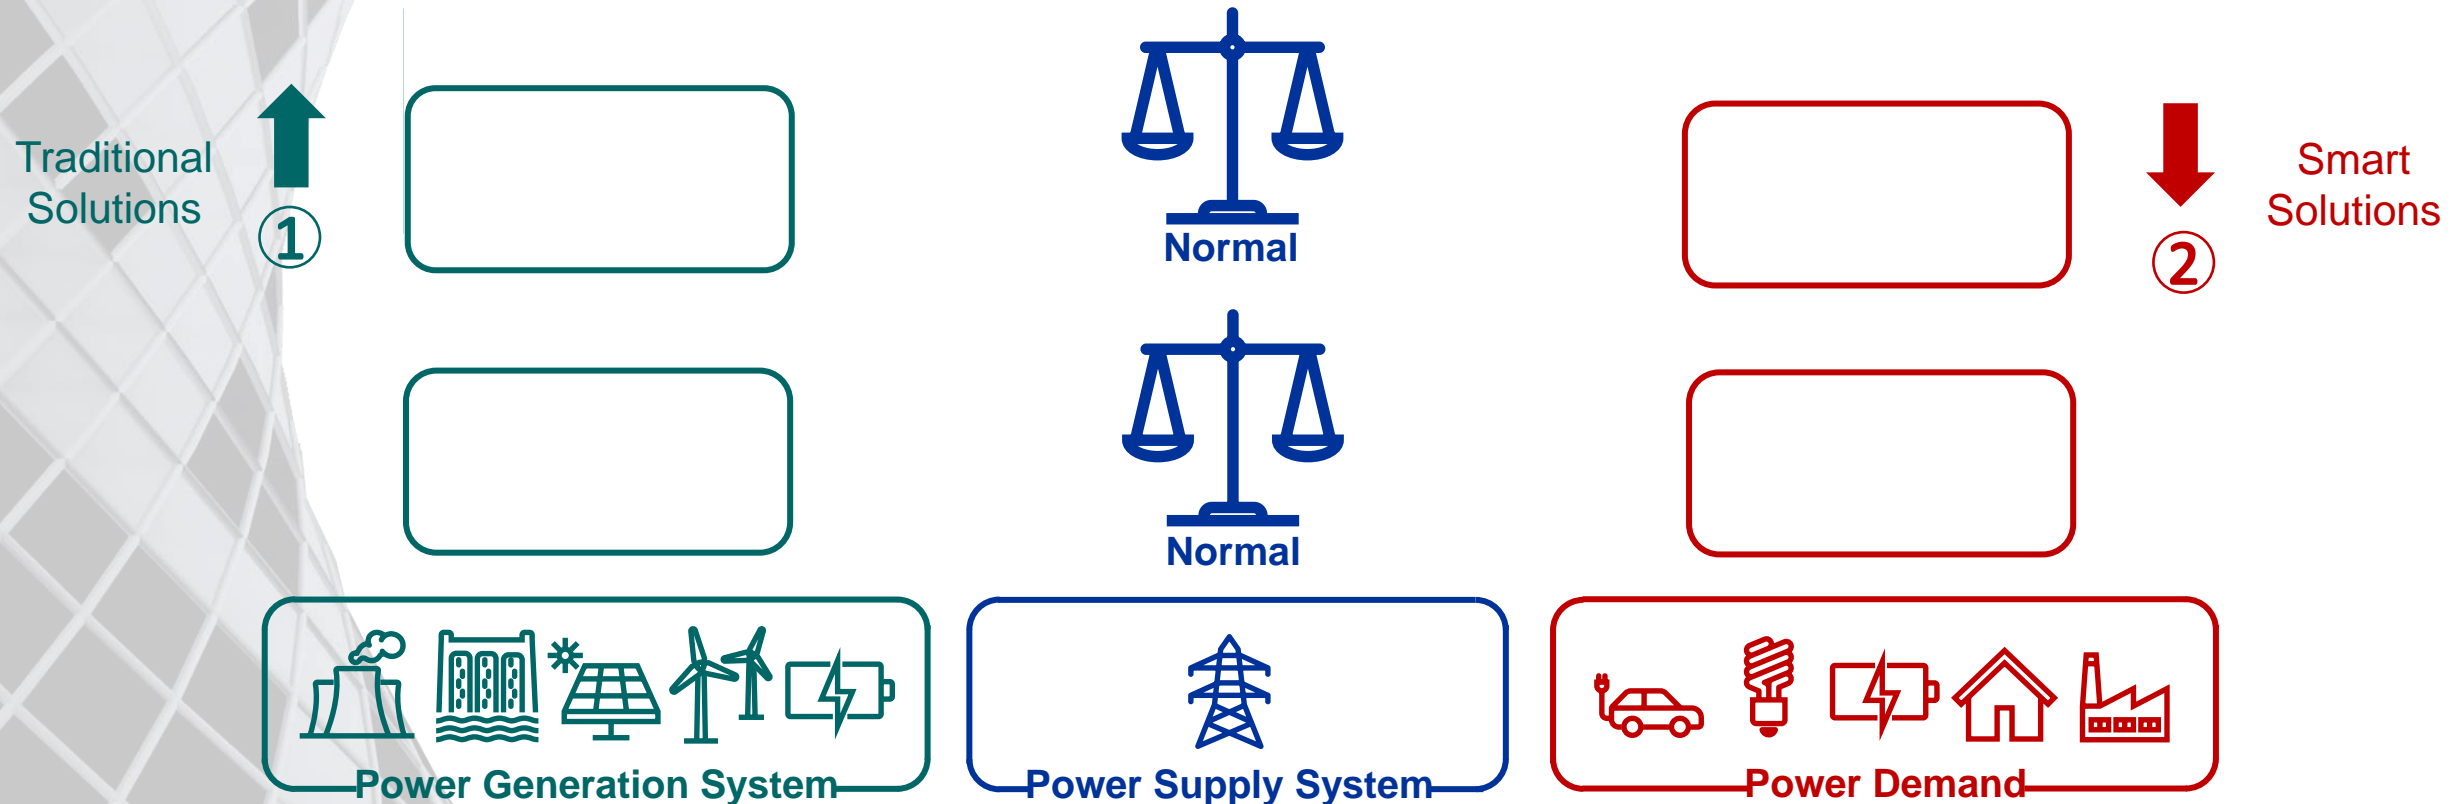 Traditional
Solutions
①
Normal
②
Smart
Solutions
Normal
Power Generation System
Power Supply System
Power Demand